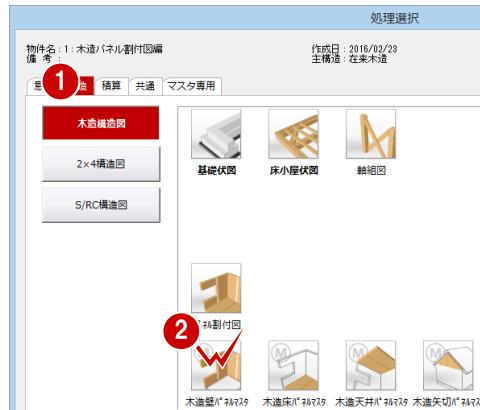 処理選択
物件名：1：木造パネル割付図編
備 考 ：
作成日：2016/02/23
主構造：在来木造
1
意 造 積算 共通 マスタ専用
木造構造図
2×4構造図
S/RC構造図
基礎伏図 床小屋伏図 軸組図
2
ﾊﾟﾈﾙ割付図
M M M M
木造壁ﾊﾟﾈﾙﾏｽﾀ 木造床ﾊﾟﾈﾙﾏｽﾀ 木造天井ﾊﾟﾈﾙﾏｽﾀ 木造矢切ﾊﾟﾈﾙﾏｽ